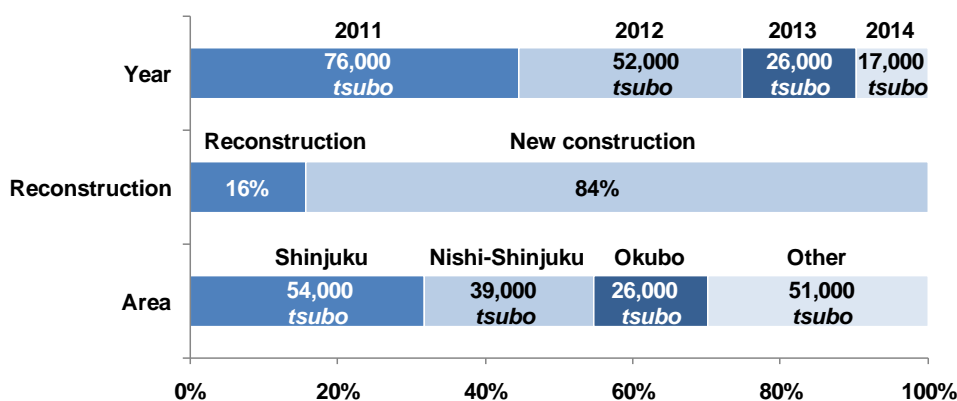 2011 2012 2013 2014
Year
76,000 52,000 26,000 17,000
tsubo tsubo tsubo tsubo
Reconstruction New construction
Reconstruction 16% 84%
Shinjuku Nishi-Shinjuku Okubo Other
Area
54,000 39,000 26,000 51,000
tsubo tsubo tsubo tsubo
0% 20% 40% 60% 80% 100%